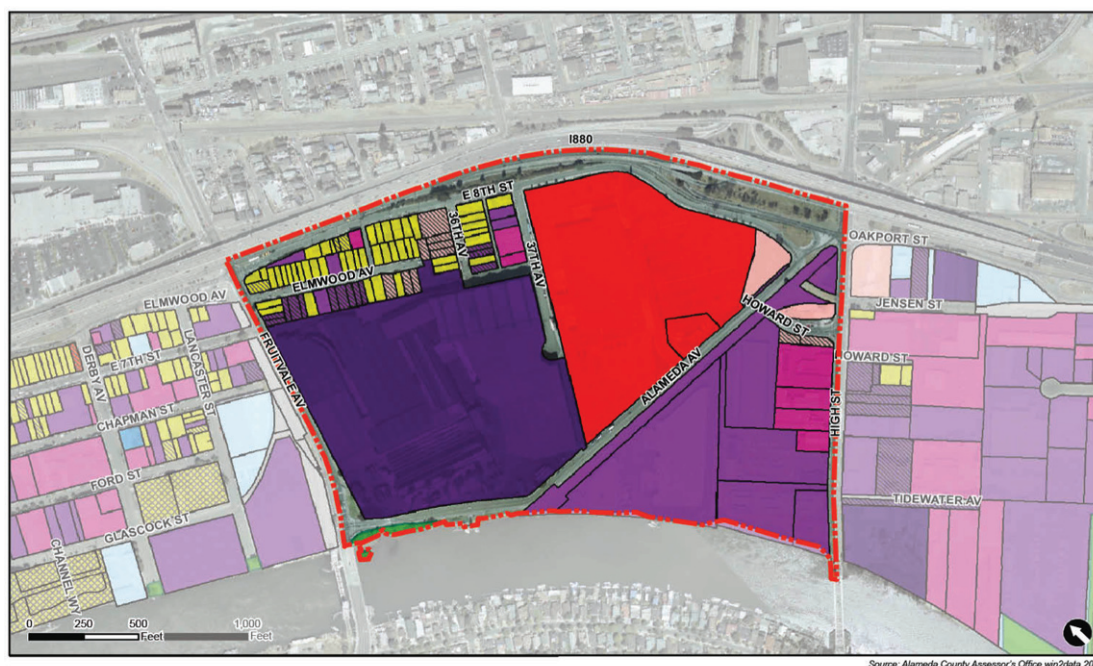 I880
E 8TH ST
36TH AV
37TH AV
OAKPORT ST
ELMWOOD AV
ELMWOOD AV
JENSEN ST
HOWARD ST
E 7TH ST
LANCASTER ST
DERBY AV
FRUITVALE AV
OWARD ST
ALAMEDA AV
HIGH ST
CHAPMAN ST
FORD ST
TIDEWATER AV
GLASCOCK ST
CHANNEL WY
0 250 500 1,000
Feet Feet
Source: Alameda County Assessor's Office win2data 20